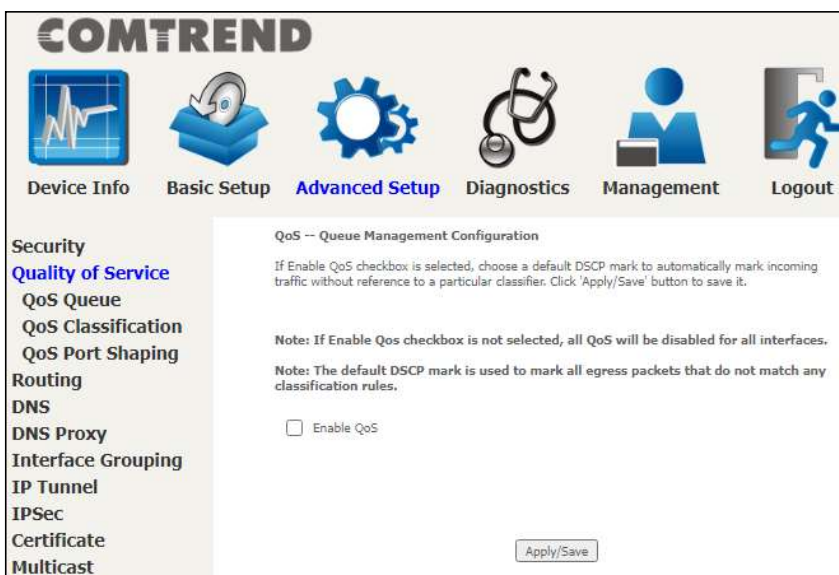 COMTREND
Device Info Basic Setup Advanced Setup Diagnostics Management Logout
Security
Quality of Service
QoS Queue
QoS Classification
QoS Port Shaping
Routing
DNS
DNS Proxy
Interface Grouping
IP Tunnel
IPSec
Certificate
Multicast
QoS -- Queue Management Configuration
If Enable QoS checkbox is selected, choose a default DSCP mark to automatically mark incoming
traffic without reference to a particular classifier. Click 'Apply/Save' button to save it.
Note: If Enable Qos checkbox is not selected, all QoS will be disabled for all interfaces.
Note: The default DSCP mark is used to mark all egress packets that do not match any
classification rules.
Enable QoS
Apply/Save